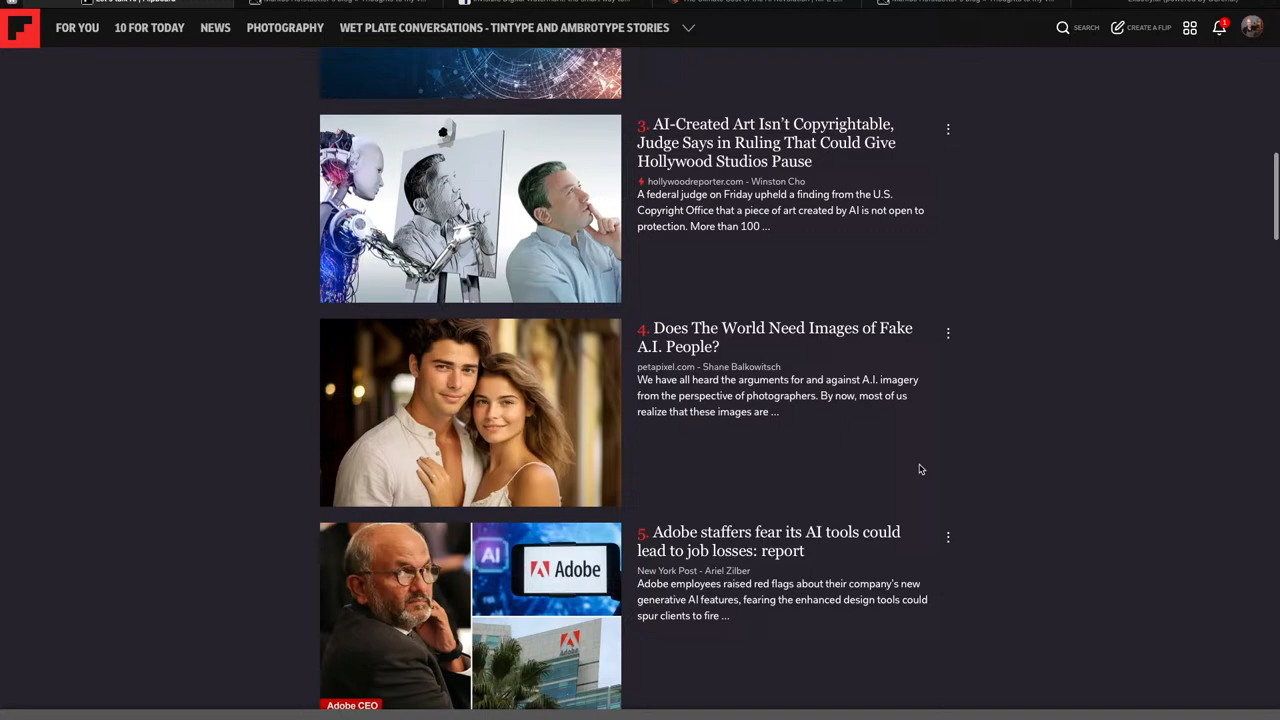 FOR YOU
10 FOR TODAY
NEWS
PHOTOGRAPHY
WET PLATE CONVERSATIONS - TINTYPE AND AMBROTYPE STORIES
SEARCH
CREATE A FLIP
1
3. AI-Created Art Isn’t Copyrightable,
Judge Says in Ruling That Could Give
Hollywood Studios Pause
hollywoodreporter.com - Winston Cho
A federal judge on Friday upheld a finding from the U.S.
Copyright Office that a piece of art created by AI is not open to
protection. More than 100 ...
4. Does The World Need Images of Fake
A.I. People?
petapixel.com - Shane Balkowitsch
We have all heard the arguments for and against A.I. imagery
from the perspective of photographers. By now, most of us
realize that these images are ...
5. Adobe staffers fear its AI tools could
lead to job losses: report
New York Post - Ariel Zilber
Adobe employees raised red flags about their company's new
generative AI features, fearing the enhanced design tools could
spur clients to fire ...
AI
Adobe
Adobe CEO